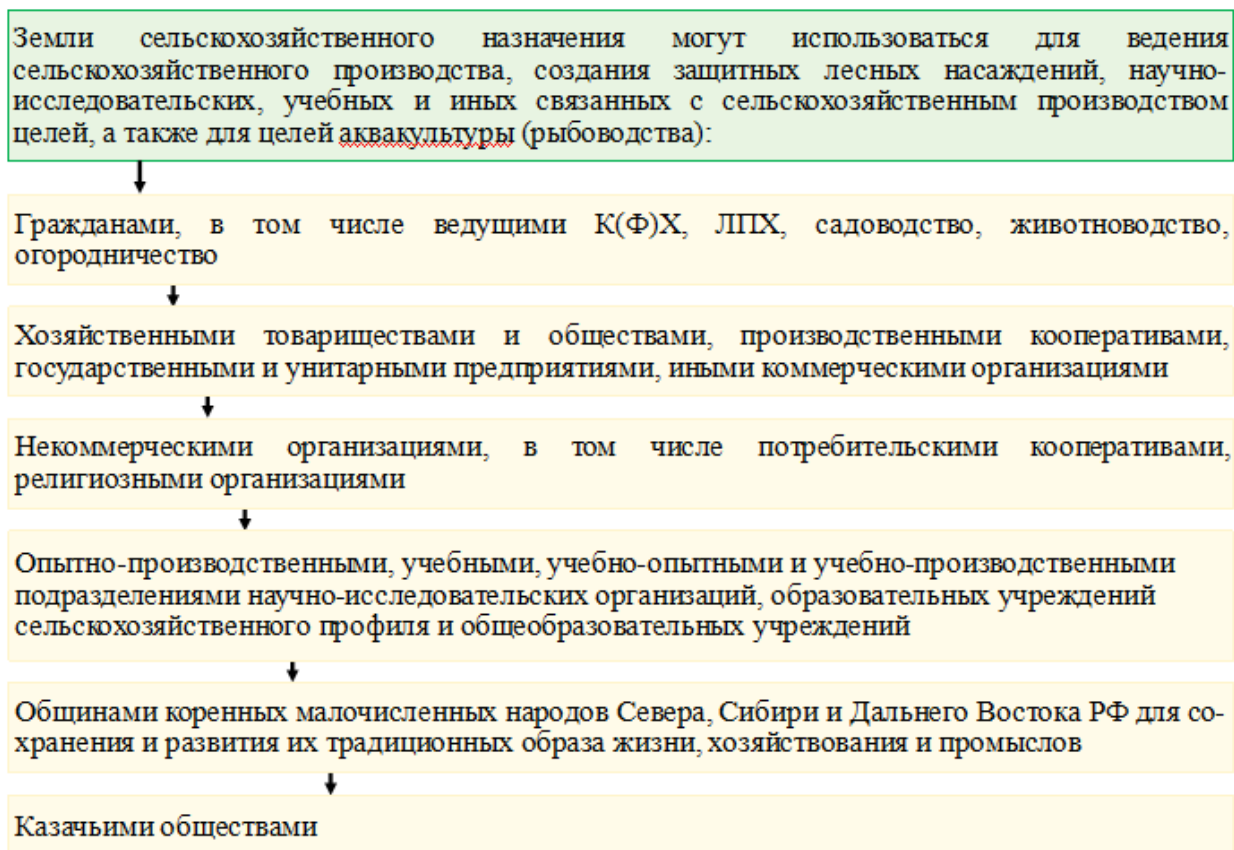 Земли сельскохозяйственного назначения могут использоваться для ведения
сельскохозяйственного производства, создания защитных лесных насаждений, научно-
исследовательских, учебных и иных связанных с сельскохозяйственным производством
целей, а также для целей аквакультуры (рыбоводства):
Гражданами, в том числе ведущими К(Ф)Х, ЛПХ, садоводство, животноводство,
огородничество
Хозяйственными товариществами и обществами, производственными кооперативами,
государственными и унитарными предприятиями, иными коммерческими организациями
Некоммерческими организациями, в том числе потребительскими кооперативами,
религиозными организациями
Опытно-производственными, учебными, учебно-опытными и учебно-производственными
подразделениями научно-исследовательских организаций, образовательных учреждений
сельскохозяйственного профиля и общеобразовательных учреждений
Общинами коренных малочисленных народов Севера, Сибири и Дальнего Востока РФ для со-
хранения и развития их традиционных образа жизни, хозяйствования и промыслов
Казачьими обществами